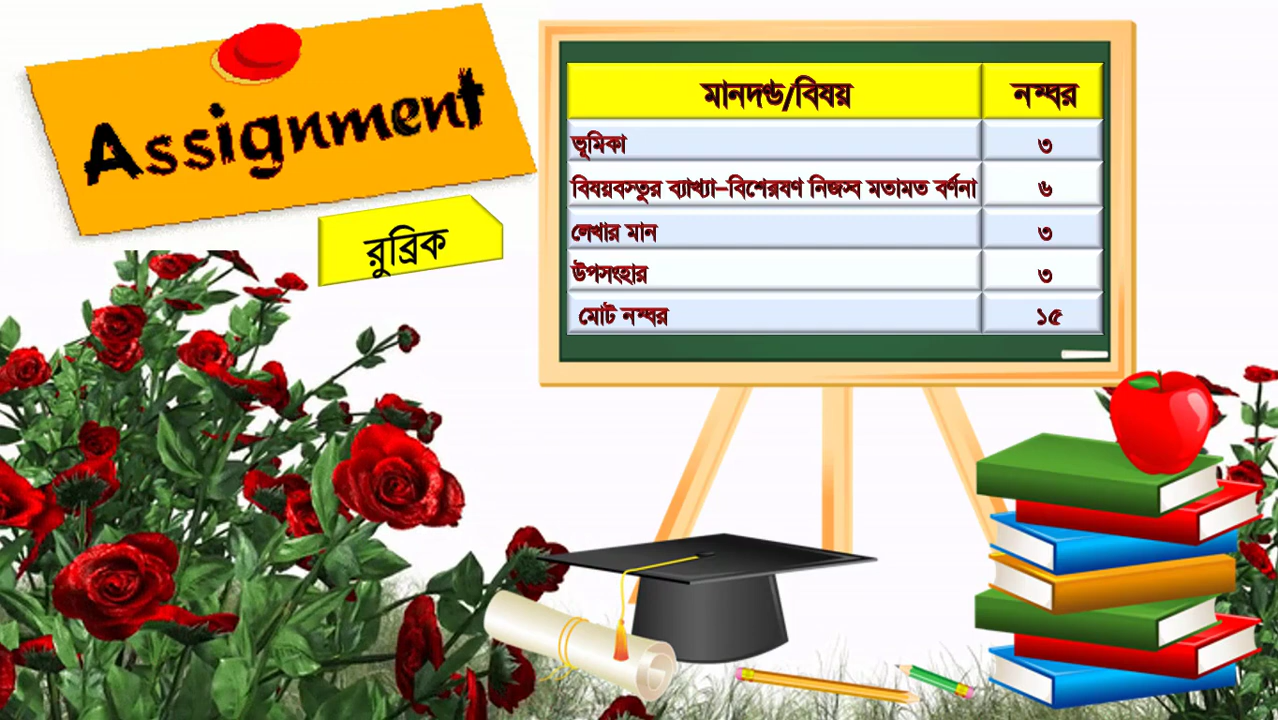 Assignment
রুব্রিক
মানদণ্ড/বিষয় নম্বর
ভূমিকা ৩
বিষয়বস্তুর ব্যাখ্যা–বিশেরষণ নিজস্ব মতামত বর্ণনা ৬
লেখার মান ৩
উপসংহার ৩
মোট নম্বর ১৫